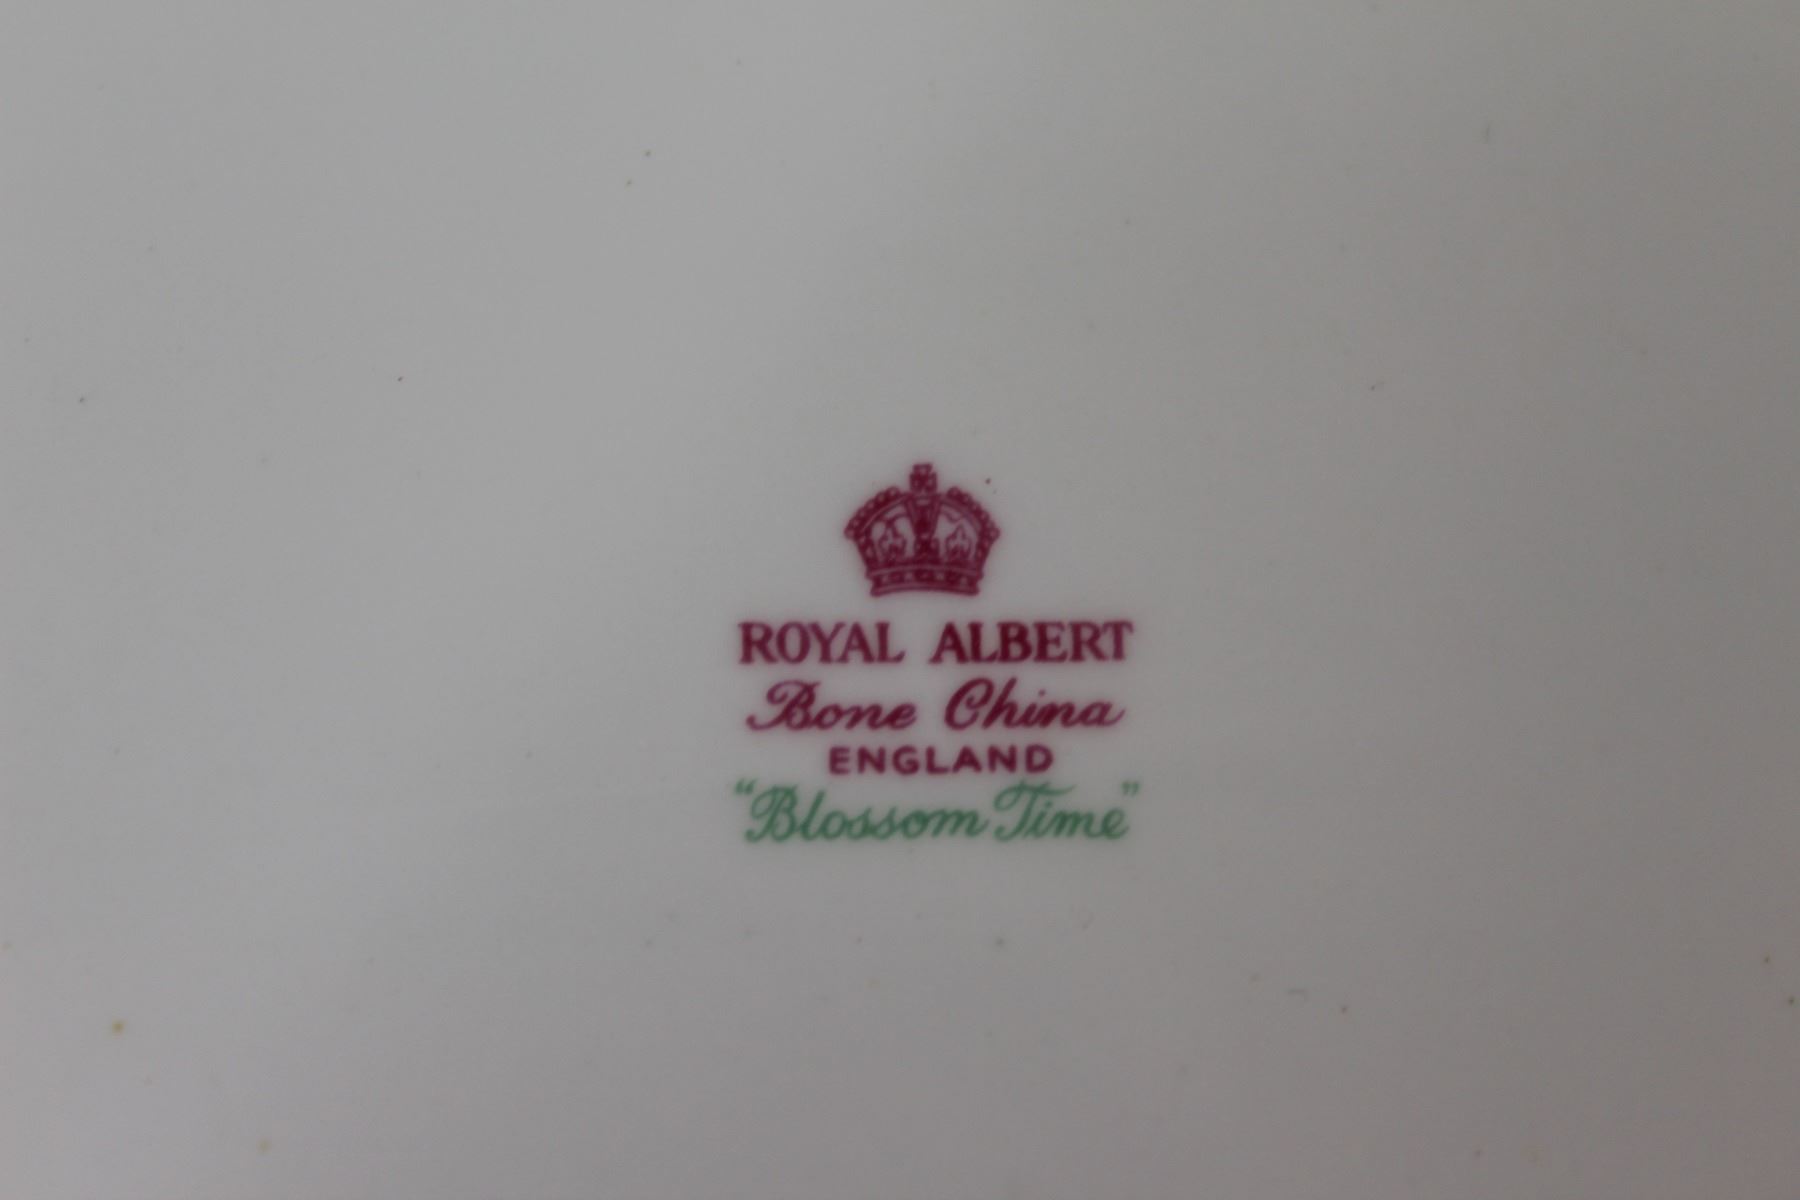 ROYAL ALBERT
Bone China
ENGLAND
“Blossom Time”